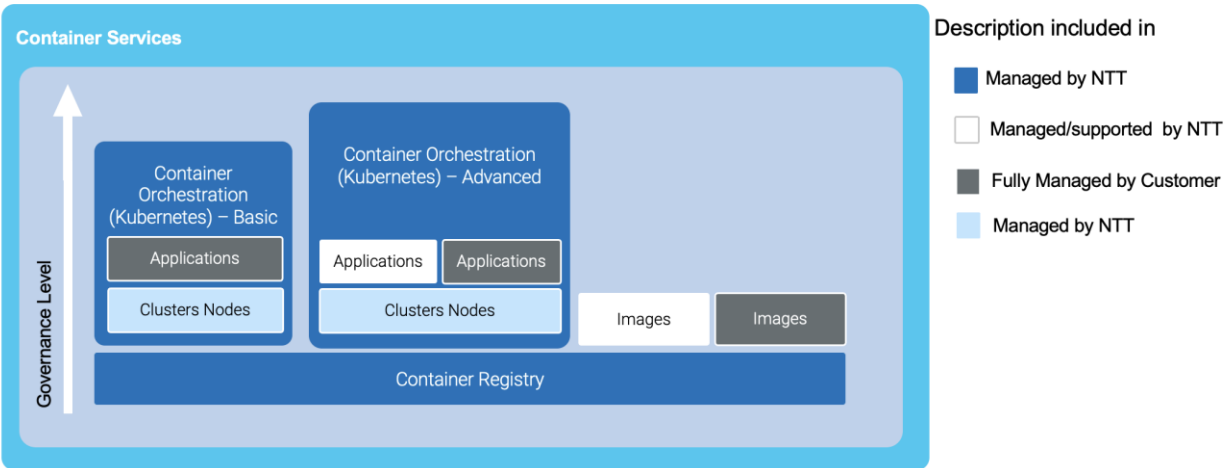 Container Services
Governance Level
Container
Orchestration
(Kubernetes) – Basic
Applications
Clusters Nodes
Container Orchestration
(Kubernetes) – Advanced
Applications
Applications
Clusters Nodes
Images
Images
Container Registry
Description included in
Managed by NTT
Managed/supported by NTT
Fully Managed by Customer
Managed by NTT